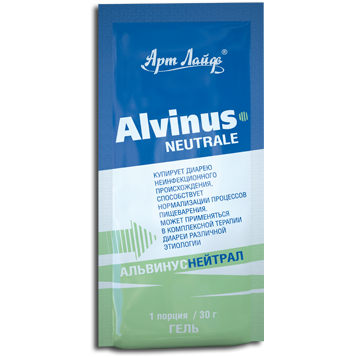 Арт Лайф®
Alvinus
NEUTRALE
КУПИРУЕТ ДИАРЕЮ
НЕИНФЕКЦИОННОГО
ПРОИСХОЖДЕНИЯ,
СПОСОБСТВУЕТ
НОРМАЛИЗАЦИИ ПРОЦЕССОВ
ПИЩЕВАРЕНИЯ.
МОЖЕТ ПРИМЕНЯТЬСЯ
В КОМПЛЕКСНОЙ ТЕРАПИИ
ДИАРЕИ РАЗЛИЧНОЙ
ЭТИОЛОГИИ
АЛЬВИНУСНЕЙТРАЛ
1 порция / 30 г
ГЕЛЬ